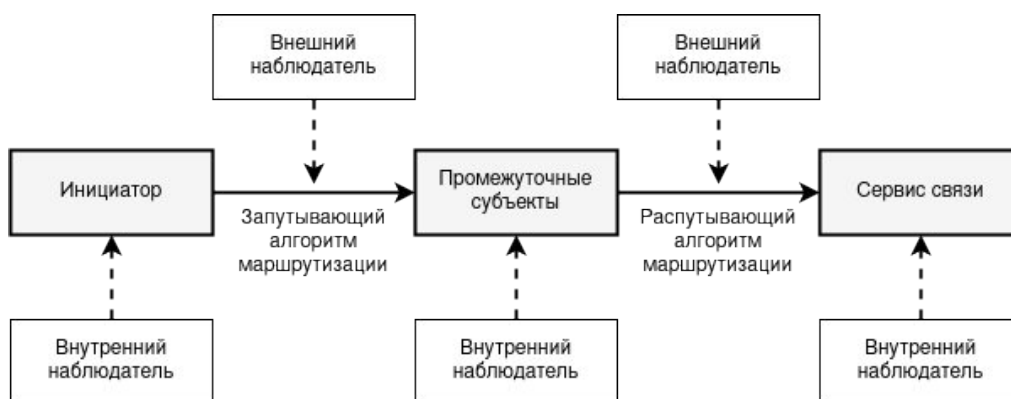 Внешний
наблюдатель
Внешний
наблюдатель
Инициатор
Запутывающий
алгоритм
маршрутизации
Промежуточные
субъекты
Распутывающий
алгоритм
маршрутизации
Сервис связи
Внутренний
наблюдатель
Внутренний
наблюдатель
Внутренний
наблюдатель